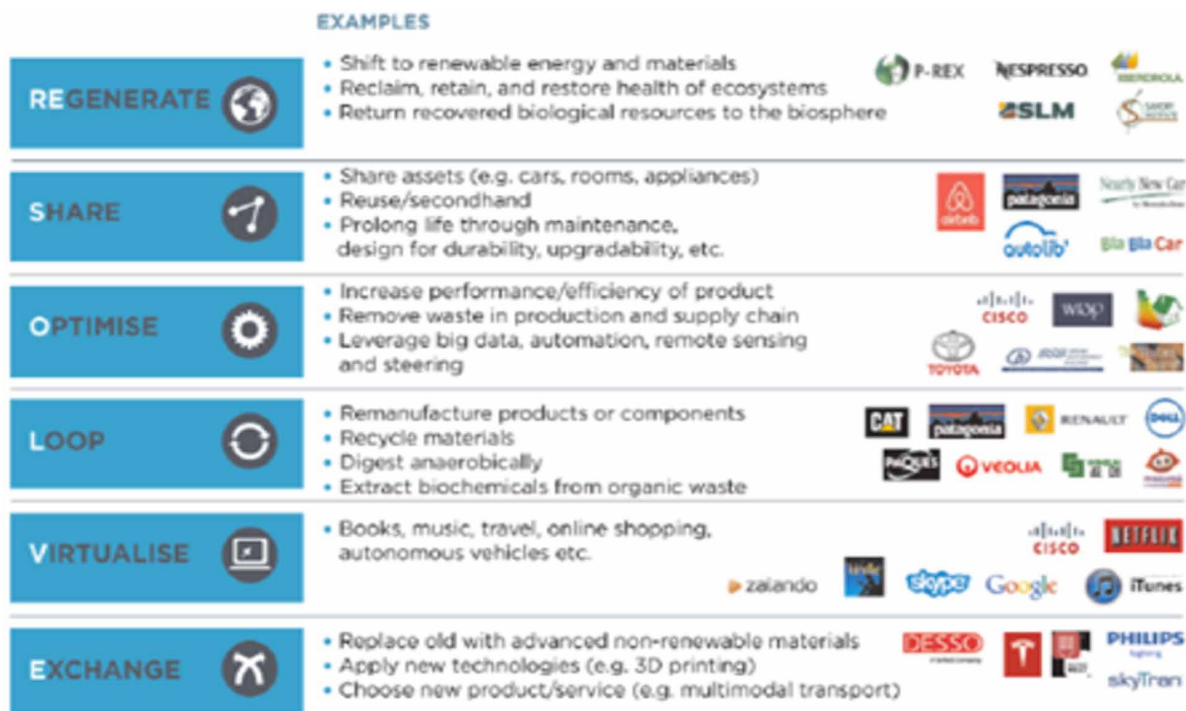 EXAMPLES
REGENERATE
• Shift to renewable energy and materials
• Reclaim, retain, and restore health of ecosystems
• Return recovered biological resources to the biosphere
P-REX
NESPRESSO
IBERDROLA
SLM
SHARE
• Share assets (e.g. cars, rooms, appliances)
• Reuse/secondhand
• Prolong life through maintenance,
design for durability, upgradability, etc.
airbnb
patagonia
Nearly New Car
autolib'
Bla Bla Car
OPTIMISE
• Increase performance/efficiency of product
• Remove waste in production and supply chain
• Leverage big data, automation, remote sensing
and steering
CISCO
wrap
TOYOTA
LOOP
• Remanufacture products or components
• Recycle materials
• Digest anaerobically
• Extract biochemicals from organic waste
CAT
patagonia
RENAULT
DELL
PAQUES
VEOLIA
VIRTUALISE
• Books, music, travel, online shopping,
autonomous vehicles etc.
CISCO
NETFLIX
zalando
skype
Google
iTunes
EXCHANGE
• Replace old with advanced non-renewable materials
• Apply new technologies (e.g. 3D printing)
• Choose new product/service (e.g. multimodal transport)
DESSO
PHILIPS
lighting
skyTran